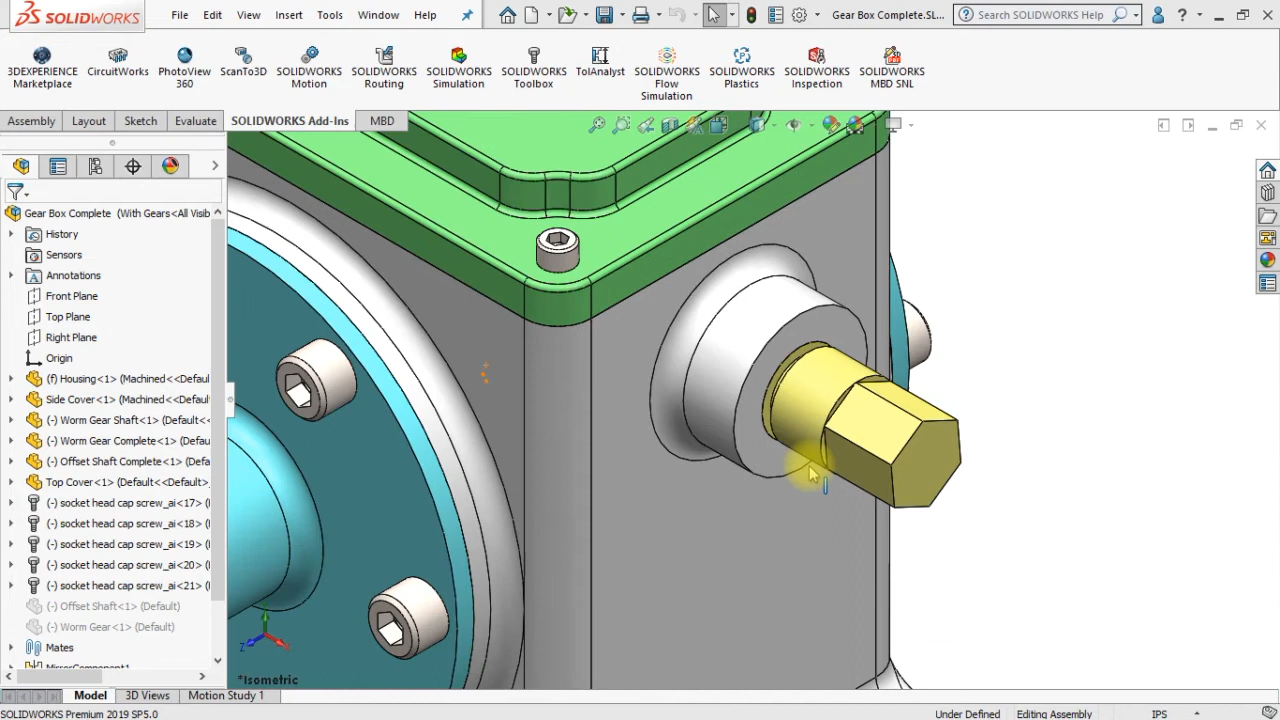 SOLIDWORKS
File Edit View Insert Tools Window Help
Gear Box Complete.SL...
Search SOLIDWORKS Help
3DEXPERIENCE Marketplace
CircuitWorks
PhotoView 360
ScanTo3D
SOLIDWORKS Motion
SOLIDWORKS Routing
SOLIDWORKS Simulation
SOLIDWORKS Toolbox
TolAnalyst
SOLIDWORKS Flow Simulation
SOLIDWORKS Plastics
SOLIDWORKS Inspection
SOLIDWORKS MBD SNL
Assembly Layout Sketch Evaluate SOLIDWORKS Add-Ins MBD
Gear Box Complete (With Gears<All Visib
History
Sensors
Annotations
Front Plane
Top Plane
Right Plane
Origin
(f) Housing<1> (Machined<<Defaul
Side Cover<1> (Machined<<Default
(-) Worm Gear Shaft<1> (Default<<
(-) Worm Gear Complete<1> (Defaul
(-) Offset Shaft Complete<1> (Defa
Top Cover<1> (Default<<Default>_
(-) socket head cap screw_ai<17> (
(-) socket head cap screw_ai<18> (
(-) socket head cap screw_ai<19> (
(-) socket head cap screw_ai<20> (
(-) socket head cap screw_ai<21> (
(-) Offset Shaft<1> (Default)
(-) Worm Gear<1> (Default)
Mates
MirrorComponent1
Z
*Isometric
Model 3D Views Motion Study 1
SOLIDWORKS Premium 2019 SP5.0
Under Defined Editing Assembly IPS